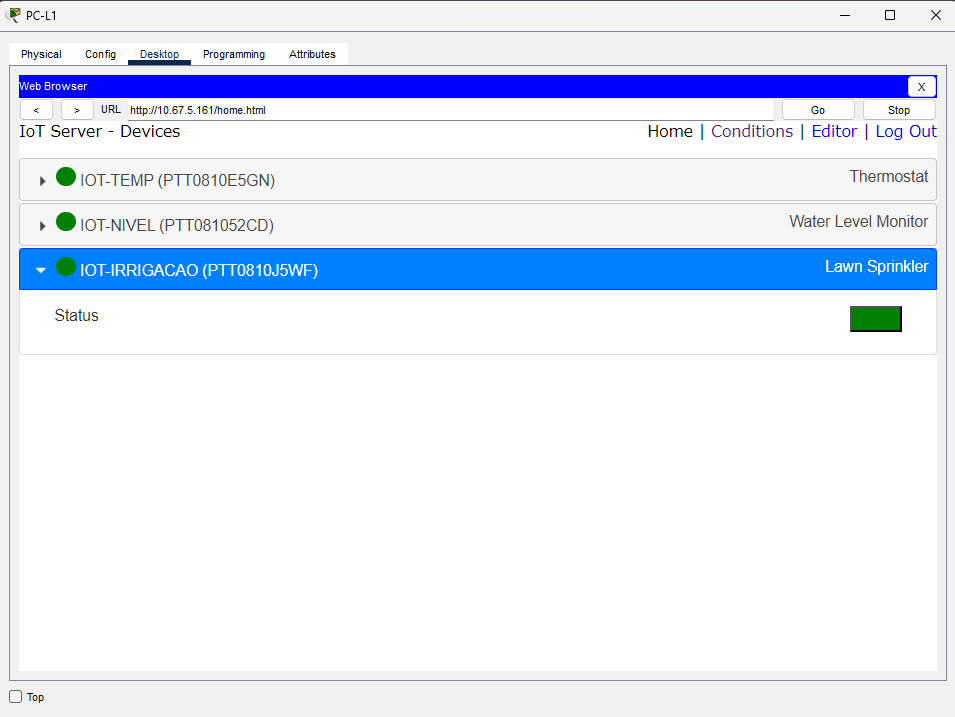 PC-L1
Physical Config Desktop Programming Attributes
Web Browser X
< > URL http://10.67.5.161/home.html Go Stop
IoT Server - Devices Home | Conditions | Editor | Log Out
IOT-TEMP (PTT0810E5GN) Thermostat
IOT-NIVEL (PTT081052CD) Water Level Monitor
IOT-IRRIGACAO (PTT0810J5WF) Lawn Sprinkler
Status
Top